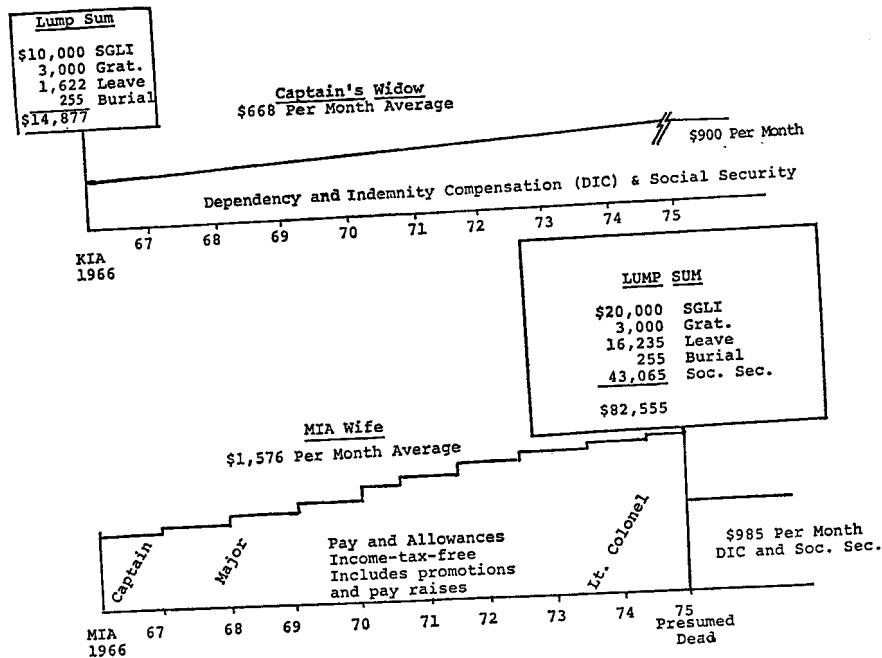 Lump Sum
$10,000 SGLI
3,000 Grat.
1,622 Leave
255 Burial
$14,877
Captain's Widow
$668 Per Month Average
$900 Per Month
Dependency and Indemnity Compensation (DIC) & Social Security
67 68 69 70 71 72 73 74 75
KIA
1966
LUMP SUM
$20,000 SGLI
3,000 Grat.
16,235 Leave
255 Burial
43,065 Soc. Sec.
$82,555
MIA Wife
$1,576 Per Month Average
Captain
Major
Pay and Allowances
Income-tax-free
Includes promotions
and pay raises
Lt. Colonel
$985 Per Month
DIC and Soc. Sec.
MIA 67 68 69 70 71 72 73 74 75
1966
Presumed
Dead